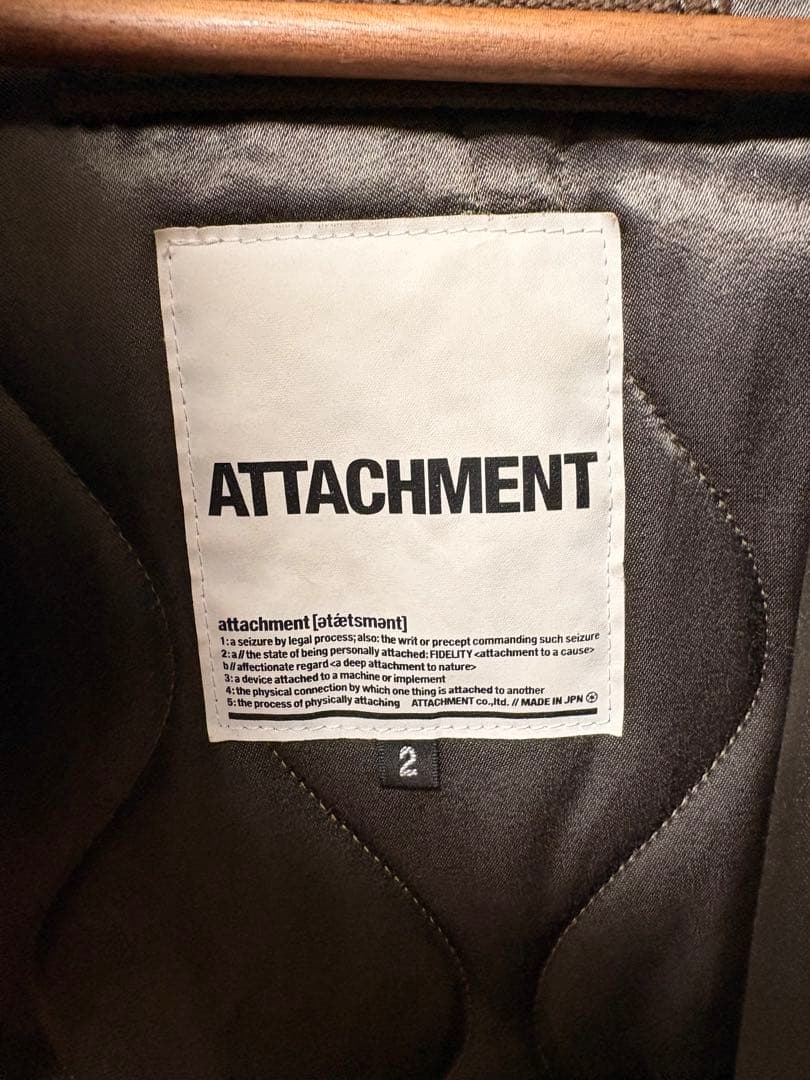 ATTACHMENT
attachment [ətǽtsmənt]
1:a seizure by legal process;also:the writ or precept commanding such seizure
2:a//the state of being personally attached:FIDELITY<attachment to a cause>
b//affectionate regard<a deep attachment to nature>
3:a device attached to a machine or implement
4:the physical connection by which one thing is attached to another
5:the process of physically attaching ATTACHMENT co.,ltd. // MADE IN JPN
2